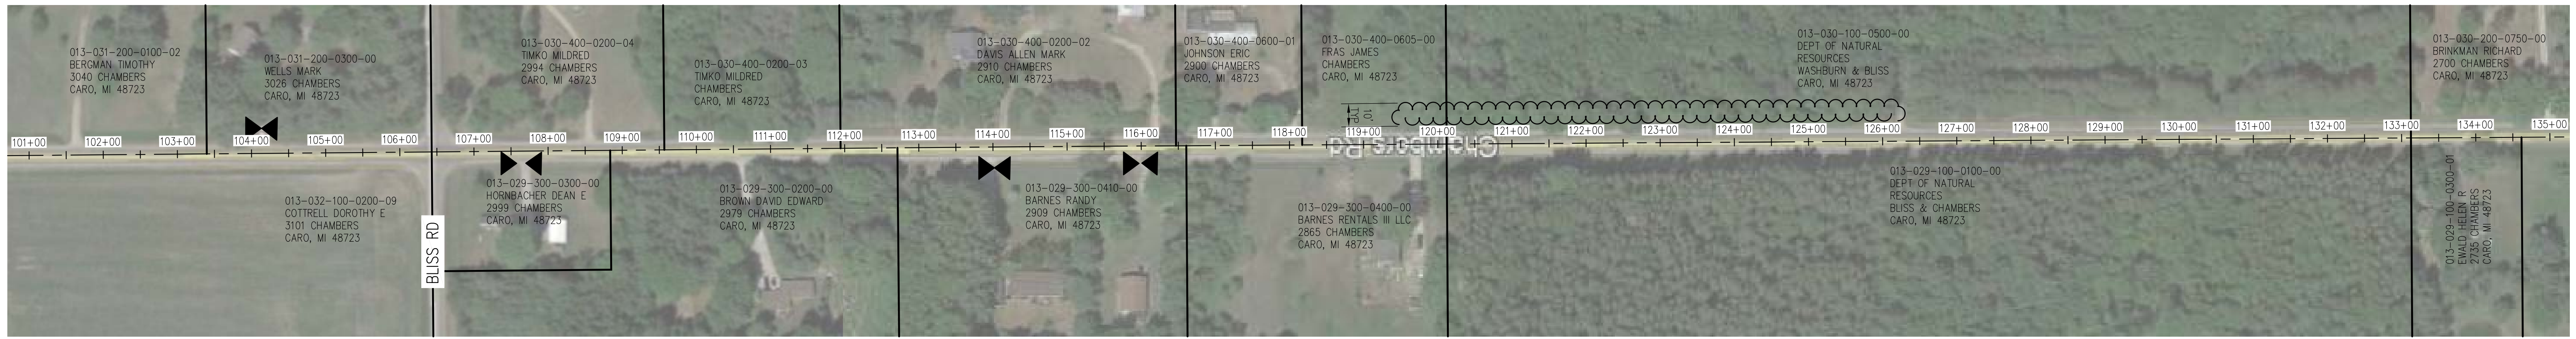 013-031-200-0100-02
BERGMAN TIMOTHY
3040 CHAMBERS
CARO, MI 48723
013-031-200-0300-00
WELLS MARK
3026 CHAMBERS
CARO, MI 48723
013-030-400-0200-04
TIMKO MILDRED
2994 CHAMBERS
CARO, MI 48723
013-030-400-0200-03
TIMKO MILDRED
CHAMBERS
CARO, MI 48723
013-030-400-0200-02
DAVIS ALLEN MARK
2910 CHAMBERS
CARO, MI 48723
013-030-400-0600-01
JOHNSON ERIC
2900 CHAMBERS
CARO, MI 48723
013-030-400-0605-00
FRAS JAMES
CHAMBERS
CARO, MI 48723
013-030-100-0500-00
DEPT OF NATURAL
RESOURCES
WASHBURN & BLISS
CARO, MI 48723
013-030-200-0750-00
BRINKMAN RICHARD
2700 CHAMBERS
CARO, MI 48723
10'
TYP.
101+00 102+00 103+00 104+00 105+00 106+00 107+00 108+00 109+00 110+00 111+00 112+00 113+00 114+00 115+00 116+00 117+00 118+00 119+00 120+00 121+00 122+00 123+00 124+00 125+00 126+00 127+00 128+00 129+00 130+00 131+00 132+00 133+00 134+00 135+00
Chambers Rd
013-032-100-0200-09
COTTRELL DOROTHY E
3101 CHAMBERS
CARO, MI 48723
BLISS RD
013-029-300-0300-00
HORNBACHER DEAN E
2999 CHAMBERS
CARO, MI 48723
013-029-300-0200-00
BROWN DAVID EDWARD
2979 CHAMBERS
CARO, MI 48723
013-029-300-0410-00
BARNES RANDY
2909 CHAMBERS
CARO, MI 48723
013-029-300-0400-00
BARNES RENTALS III LLC
2865 CHAMBERS
CARO, MI 48723
013-029-100-0100-00
DEPT OF NATURAL
RESOURCES
BLISS & CHAMBERS
CARO, MI 48723
013-029-100-0300-01
EWALD HELEN R
2735 CHAMBERS
CARO, MI 48723